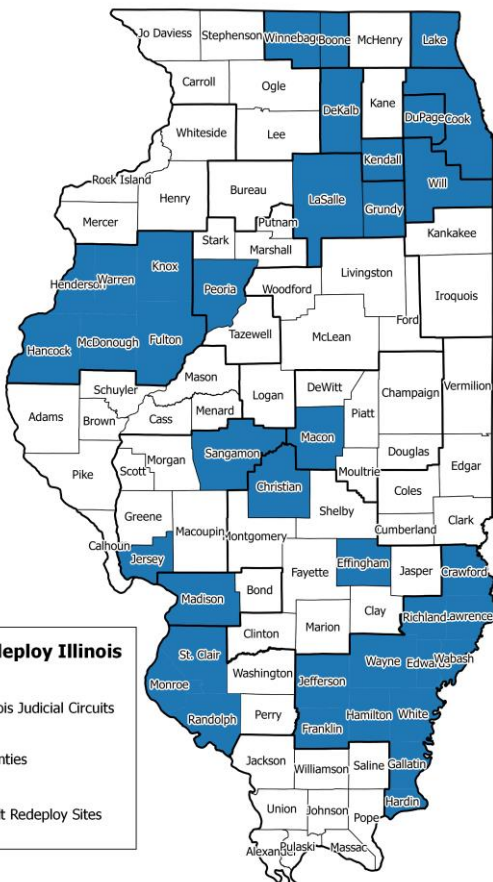 Jo Daviess
Stephenson
Winnebago
Boone
McHenry
Lake
Carroll
Ogle
DeKalb
Kane
DuPage
Cook
Whiteside
Lee
Kendall
Will
Rock Island
Henry
Bureau
LaSalle
Grundy
Mercer
Putnam
Kankakee
Stark
Marshall
Henderson
Warren
Knox
Peoria
Woodford
Livingston
Iroquois
Ford
Hancock
McDonough
Fulton
Tazewell
McLean
Schuyler
Mason
Logan
DeWitt
Champaign
Vermilion
Adams
Brown
Cass
Menard
Piatt
Macon
Pike
Scott
Morgan
Sangamon
Christian
Moultrie
Douglas
Edgar
Coles
Greene
Macoupin
Montgomery
Shelby
Cumberland
Clark
Calhoun
Jersey
Fayette
Effingham
Jasper
Crawford
Madison
Bond
Clay
Richland
Lawrence
Clinton
Marion
St. Clair
Washington
Wayne
Edwards
Wabash
Monroe
Jefferson
Randolph
Perry
Franklin
Hamilton
White
Jackson
Williamson
Saline
Gallatin
Hardin
Union
Johnson
Pope
Alexander
Pulaski
Massac
deploy Illinois
ois Judicial Circuits
nties
t Redeploy Sites